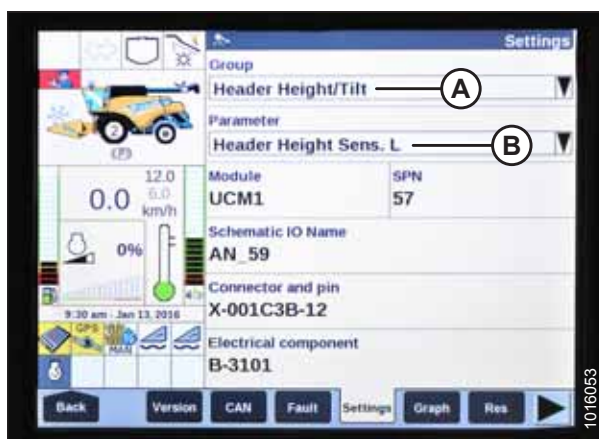 Settings
Group
Header Height/Tilt
A
Parameter
Header Height Sens. L
B
Module
SPN
UCM1
57
Schematic IO Name
AN_59
Connector and pin
X-001C3B-12
Electrical component
B-3101
2
(P)
12.0
6.0
0.0
km/h
0%
9:30 am - Jan 13, 2016
GPS
MAN
Back
Version
CAN
Fault
Settings
Graph
Res
1016053